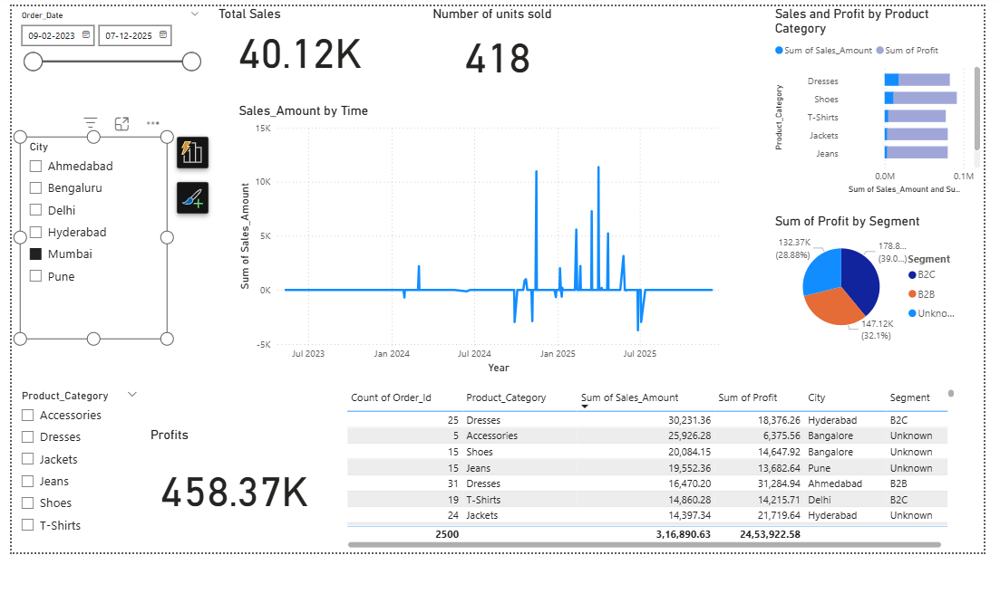 Order_Date
09-02-2023
07-12-2025
Total Sales
40.12K
Number of units sold
418
Sales and Profit by Product
Category
Sum of Sales_Amount
Sum of Profit
Product_Category
Dresses
Shoes
T-Shirts
Jackets
Jeans
0.0M
0.1M
Sum of Sales_Amount and Su...
City
Ahmedabad
Bengaluru
Delhi
Hyderabad
Mumbai
Pune
Sales_Amount by Time
Sum of Sales_Amount
15K
10K
5K
0K
-5K
Jul 2023
Jan 2024
Jul 2024
Jan 2025
Jul 2025
Year
Sum of Profit by Segment
132.37K
(28.88%)
178.8...
(39.0...)
147.12K
(32.1%)
Segment
B2C
B2B
Unkno...
Product_Category
Accessories
Dresses
Jackets
Jeans
Shoes
T-Shirts
Profits
458.37K
Count of Order_Id Product_Category Sum of Sales_Amount Sum of Profit City Segment
25 Dresses 30,231.36 18,376.26 Hyderabad B2C
5 Accessories 25,926.28 6,375.56 Bangalore Unknown
15 Shoes 20,084.15 14,647.92 Bangalore Unknown
15 Jeans 19,552.36 13,682.64 Pune Unknown
31 Dresses 16,470.20 31,284.94 Ahmedabad B2B
19 T-Shirts 14,860.28 14,215.71 Delhi B2C
24 Jackets 14,397.34 21,719.64 Hyderabad Unknown
2500 3,16,890.63 24,53,922.58